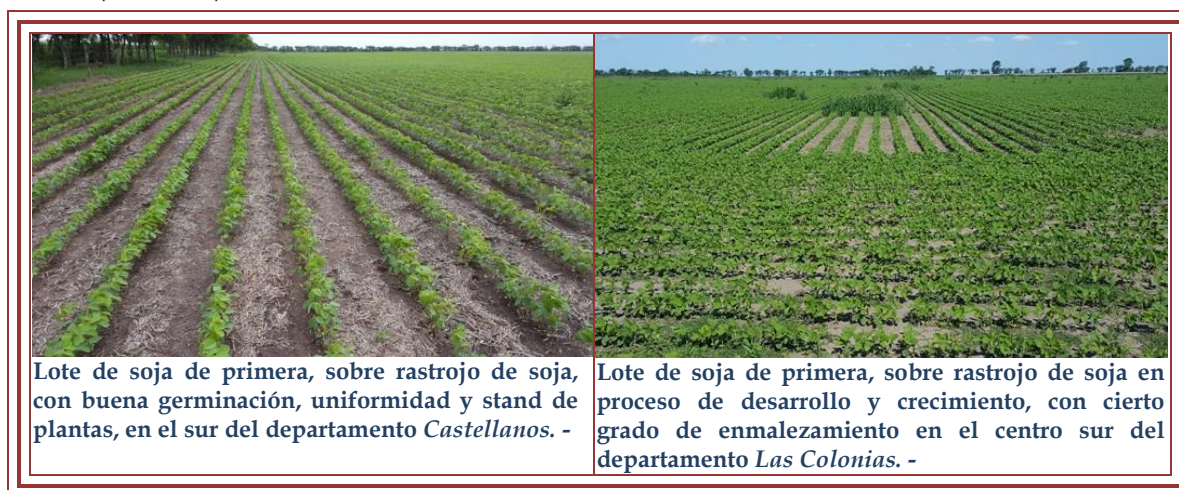 Lote de soja de primera, sobre rastrojo de soja,
con buena germinación, uniformidad y stand de
plantas, en el sur del departamento Castellanos. -
Lote de soja de primera, sobre rastrojo de soja en
proceso de desarrollo y crecimiento, con cierto
grado de enmalezamiento en el centro sur del
departamento Las Colonias. -